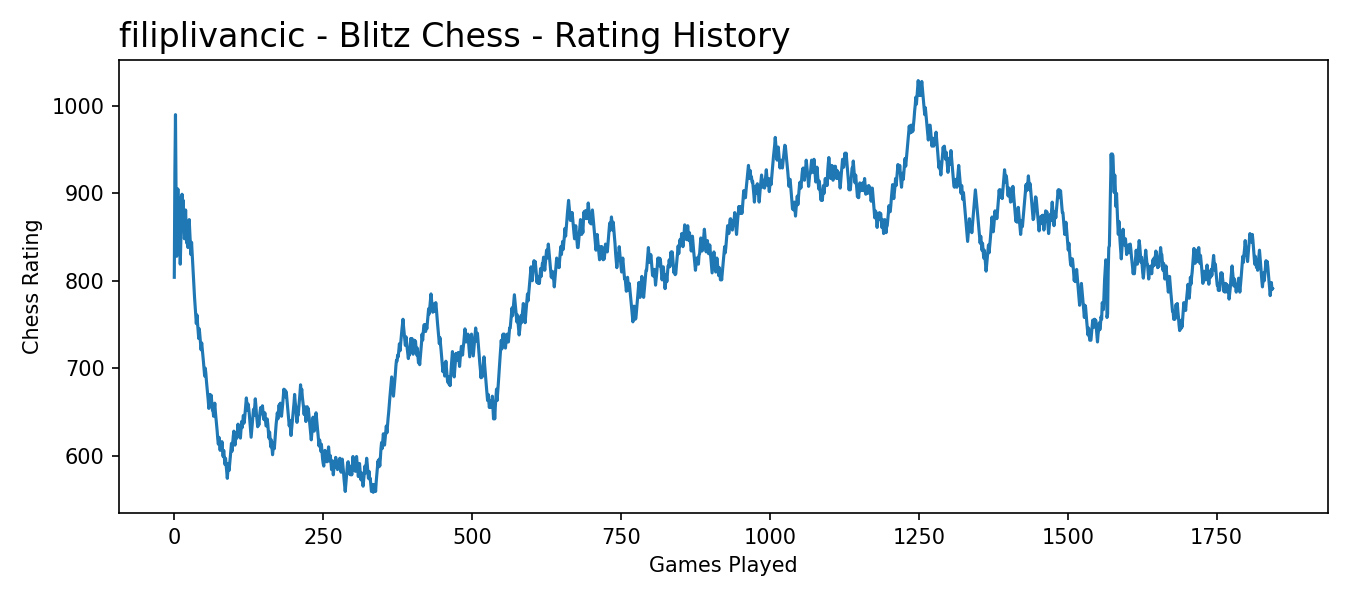 filiplivancic - Blitz Chess - Rating History
Chess Rating
1000
900
800
700
600
0 250 500 750 1000 1250 1500 1750
Games Played